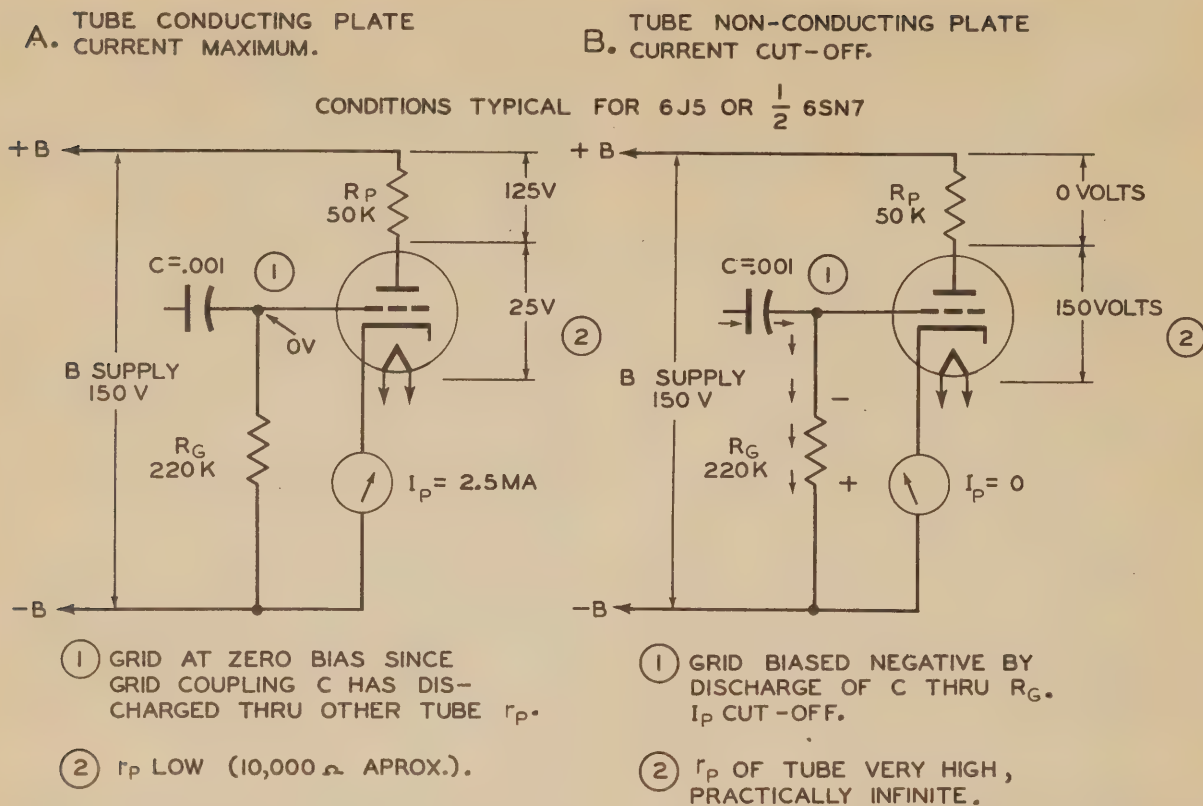 A. TUBE CONDUCTING PLATE
CURRENT MAXIMUM.
B. TUBE NON-CONDUCTING PLATE
CURRENT CUT-OFF.
CONDITIONS TYPICAL FOR 6J5 OR 1/2 6SN7
+B
RP
50K
125V
C=.001
1
0V
25V
2
B SUPPLY
150 V
RG
220K
IP = 2.5MA
-B
1 GRID AT ZERO BIAS SINCE
GRID COUPLING C HAS DIS-
CHARGED THRU OTHER TUBE rP.
2 rP LOW (10,000 Ω APROX.).
+ B
RP
50K
0 VOLTS
C=.001
1
150 VOLTS
2
B SUPPLY
150 V
-
RG
220K
+
IP = 0
-B
1 GRID BIASED NEGATIVE BY
DISCHARGE OF C THRU RG.
IP CUT-OFF.
2 rP OF TUBE VERY HIGH,
PRACTICALLY INFINITE.